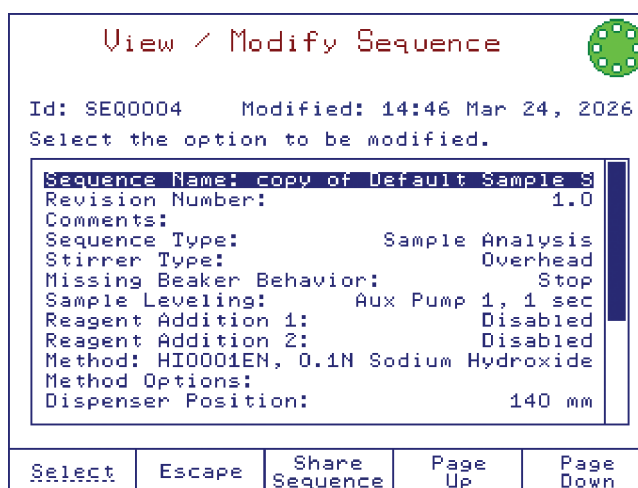 View / Modify Sequence
Id: SEQ0004 Modified: 14:46 Mar 24, 2026
Select the option to be modified.
Sequence Name: copy of Default Sample S
Revision Number: 1.0
Comments:
Sequence Type: Sample Analysis
Stirrer Type: Overhead
Missing Beaker Behavior: Stop
Sample Leveling: Aux Pump 1, 1 sec
Reagent Addition 1: Disabled
Reagent Addition 2: Disabled
Method: HI0001EN, 0.1N Sodium Hydroxide
Method Options:
Dispenser Position: 140 mm
Select Escape Share Sequence Page Up Page Down